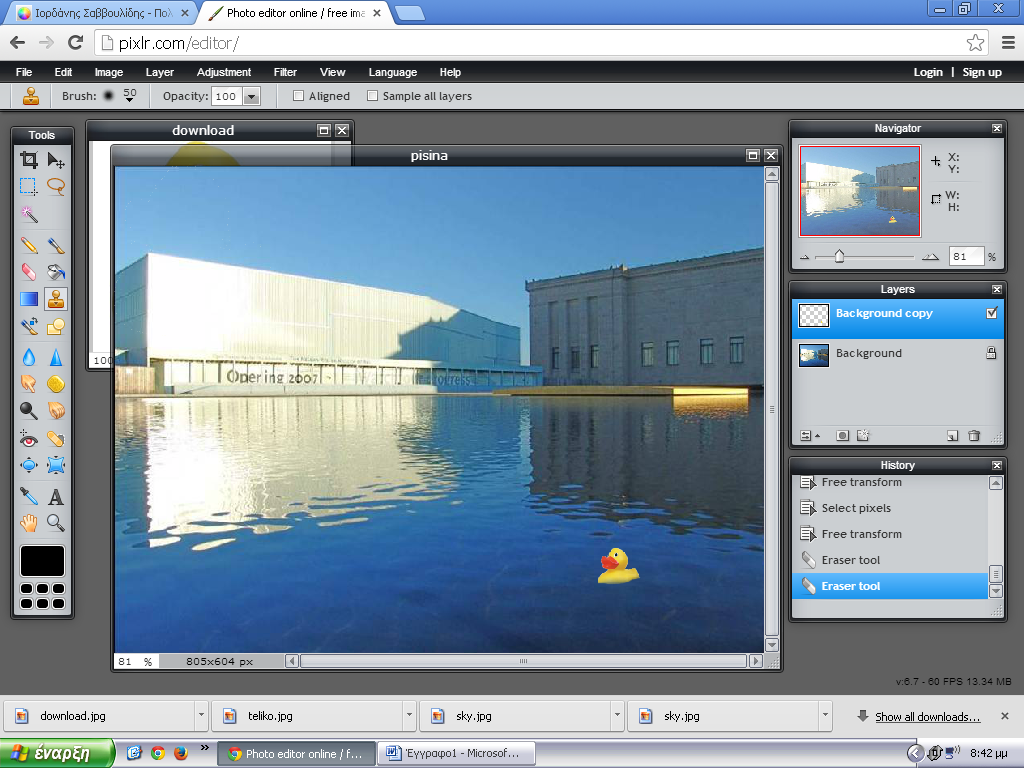 Ιορδάνης Σαββουλίδης - Πολ
Photo editor online / free ima
pixlr.com/editor/
File Edit Image Layer Adjustment Filter View Language Help Login | Sign up
Brush: 50 Opacity: 100 Aligned Sample all layers
Tools
download
pisina
Opering 2007
100
81 % 805x604 px
Navigator
X:
Y:
W:
H:
81 %
Layers
Background copy
Background
History
Free transform
Select pixels
Free transform
Eraser tool
Eraser tool
v:6.7 - 60 FPS 13.34 MB
download.jpg teliko.jpg sky.jpg sky.jpg Show all downloads...
έναρξη » Photo editor online / f... Έγγραφο1 - Microsof... 8:42 μμ